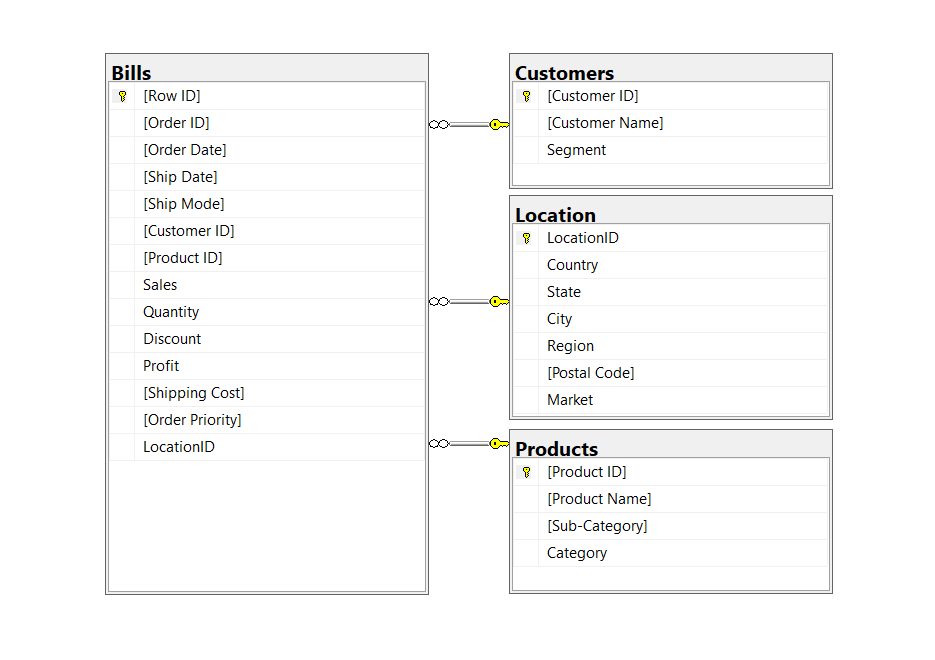 Bills
[Row ID]
[Order ID]
[Order Date]
[Ship Date]
[Ship Mode]
[Customer ID]
[Product ID]
Sales
Quantity
Discount
Profit
[Shipping Cost]
[Order Priority]
LocationID
Customers
[Customer ID]
[Customer Name]
Segment
Location
LocationID
Country
State
City
Region
[Postal Code]
Market
Products
[Product ID]
[Product Name]
[Sub-Category]
Category